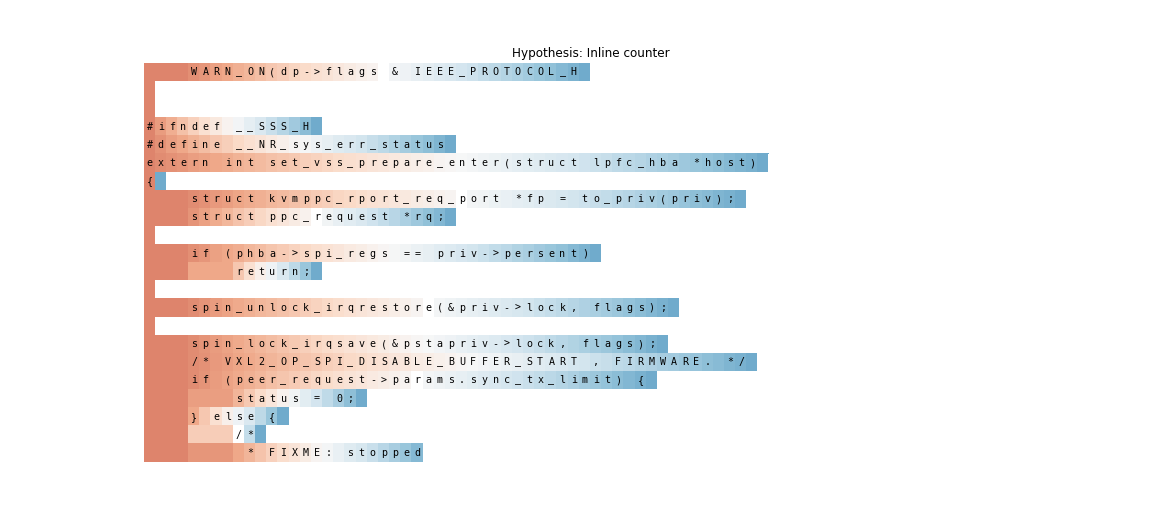 Hypothesis: Inline counter
WARN_ON(dp->flags & IEEE_PROTOCOL_H
#ifndef __SSS_H
#define __NR_sys_err_status
extern int set_vss_prepare_enter(struct lpfc_hba *host)
{
struct kvmppc_rport_req_port *fp = to_priv(priv);
struct ppc_request *rq;
if (phba->spi_regs == priv->persent)
return;
spin_unlock_irqrestore(&priv->lock, flags);
spin_lock_irqsave(&pstapriv->lock, flags);
/* VXL2_OP_SPI_DISABLE_BUFFER_START , FIRMWARE. */
if (peer_request->params.sync_tx_limit) {
status = 0;
} else {
/*
* FIXME: stopped